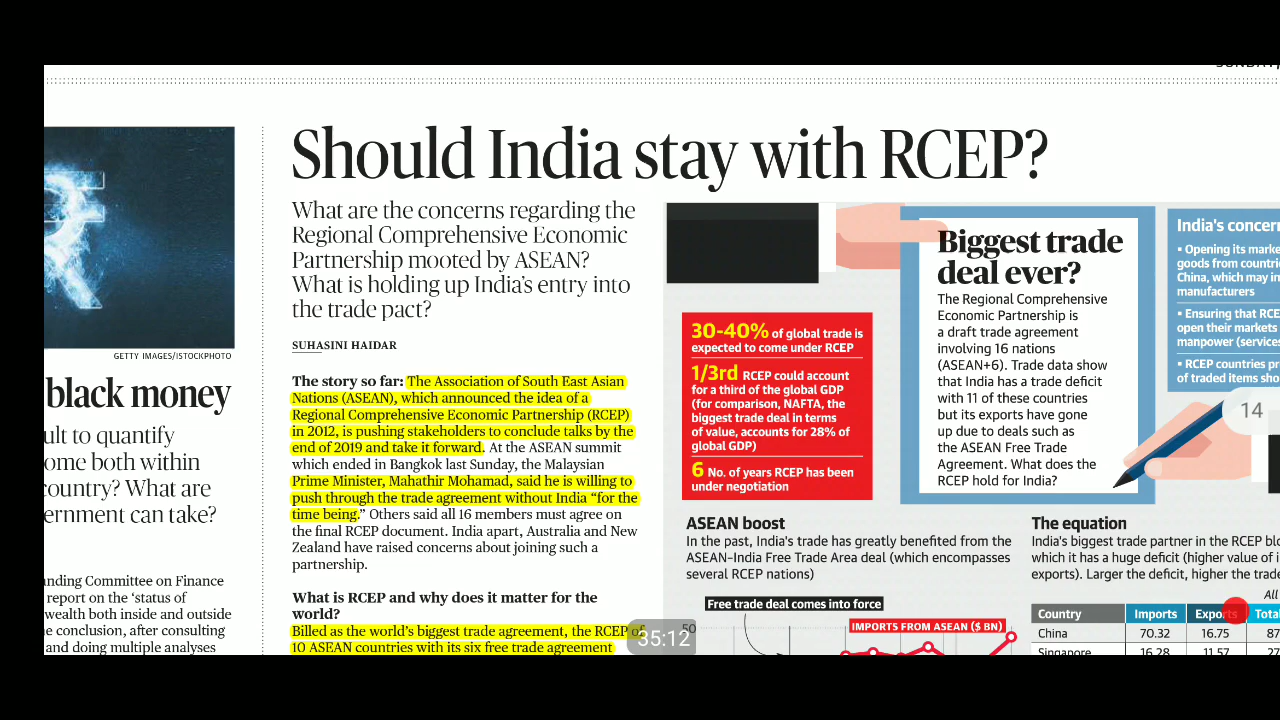 GETTY IMAGES/ISTOCKPHOTO
black money
to quantify
both within
country? What are
can take?
Committee on Finance
report on the ‘status of
wealth both inside and outside
conclusion, after consulting
and doing multiple analyses
Should India stay with RCEP?
What are the concerns regarding the
Regional Comprehensive Economic
Partnership mooted by ASEAN?
What is holding up India's entry into
the trade pact?
SUHASINI HAIDAR
The story so far: The Association of South East Asian
Nations (ASEAN), which announced the idea of a
Regional Comprehensive Economic Partnership (RCEP)
in 2012, is pushing stakeholders to conclude talks by the
end of 2019 and take it forward. At the ASEAN summit
which ended in Bangkok last Sunday, the Malaysian
Prime Minister, Mahathir Mohamad, said he is willing to
push through the trade agreement without India “for the
time being.” Others said all 16 members must agree on
the final RCEP document. India apart, Australia and New
Zealand have raised concerns about joining such a
partnership.
What is RCEP and why does it matter for the
world?
Billed as the world's biggest trade agreement, the RCEP of
10 ASEAN countries with its six free trade agreement
35:12
30-40% of global trade is
expected to come under RCEP
1/3rd RCEP could account
for a third of the global GDP
(for comparison, NAFTA, the
biggest trade deal in terms
of value, accounts for 28% of
global GDP)
6 No. of years RCEP has been
under negotiation
Biggest trade
deal ever?
The Regional Comprehensive
Economic Partnership is
a draft trade agreement
involving 16 nations
(ASEAN+6). Trade data show
that India has a trade deficit
with 11 of these countries
but its exports have gone
up due to deals such as
the ASEAN Free Trade
Agreement. What does the
RCEP hold for India?
India's
▪ Opening its
goods from
China, which may
manufacturers
▪ Ensuring that
open their markets
manpower (services
▪ RCEP countries
of traded items
14
ASEAN boost
In the past, India's trade has greatly benefited from the
ASEAN-India Free Trade Area deal (which encompasses
several RCEP nations)
Free trade deal comes into force
IMPORTS FROM ASEAN ($ BN)
50
The equation
India's biggest trade partner in the RCEP
which it has a huge deficit (higher value of
exports). Larger the deficit, higher the
All
Country Imports Exports
China 70.32 16.75
Singapore 16.28 11.57